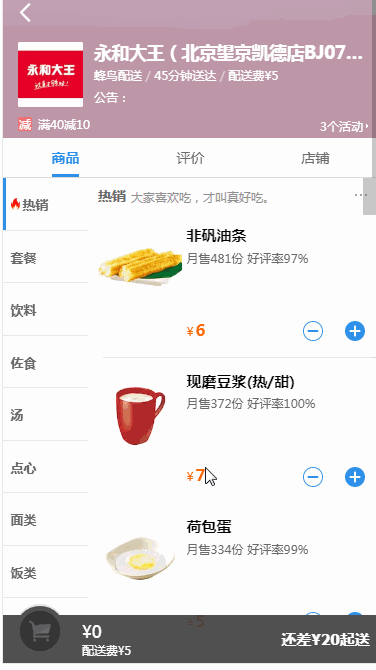 永和大王（北京望京凯德店BJ07...
永和大王
蜂鸟配送 / 45分钟送达 / 配送费¥5
公告：
减 满40减10
3个活动
商品 评价 店铺
热销
套餐
饮料
佐食
汤
点心
面类
饭类
热销 大家喜欢吃，才叫真好吃。
非矾油条
月售481份 好评率97%
¥6
现磨豆浆(热/甜)
月售372份 好评率100%
¥7
荷包蛋
月售334份 好评率99%
¥5
¥0
配送费¥5
还差¥20起送